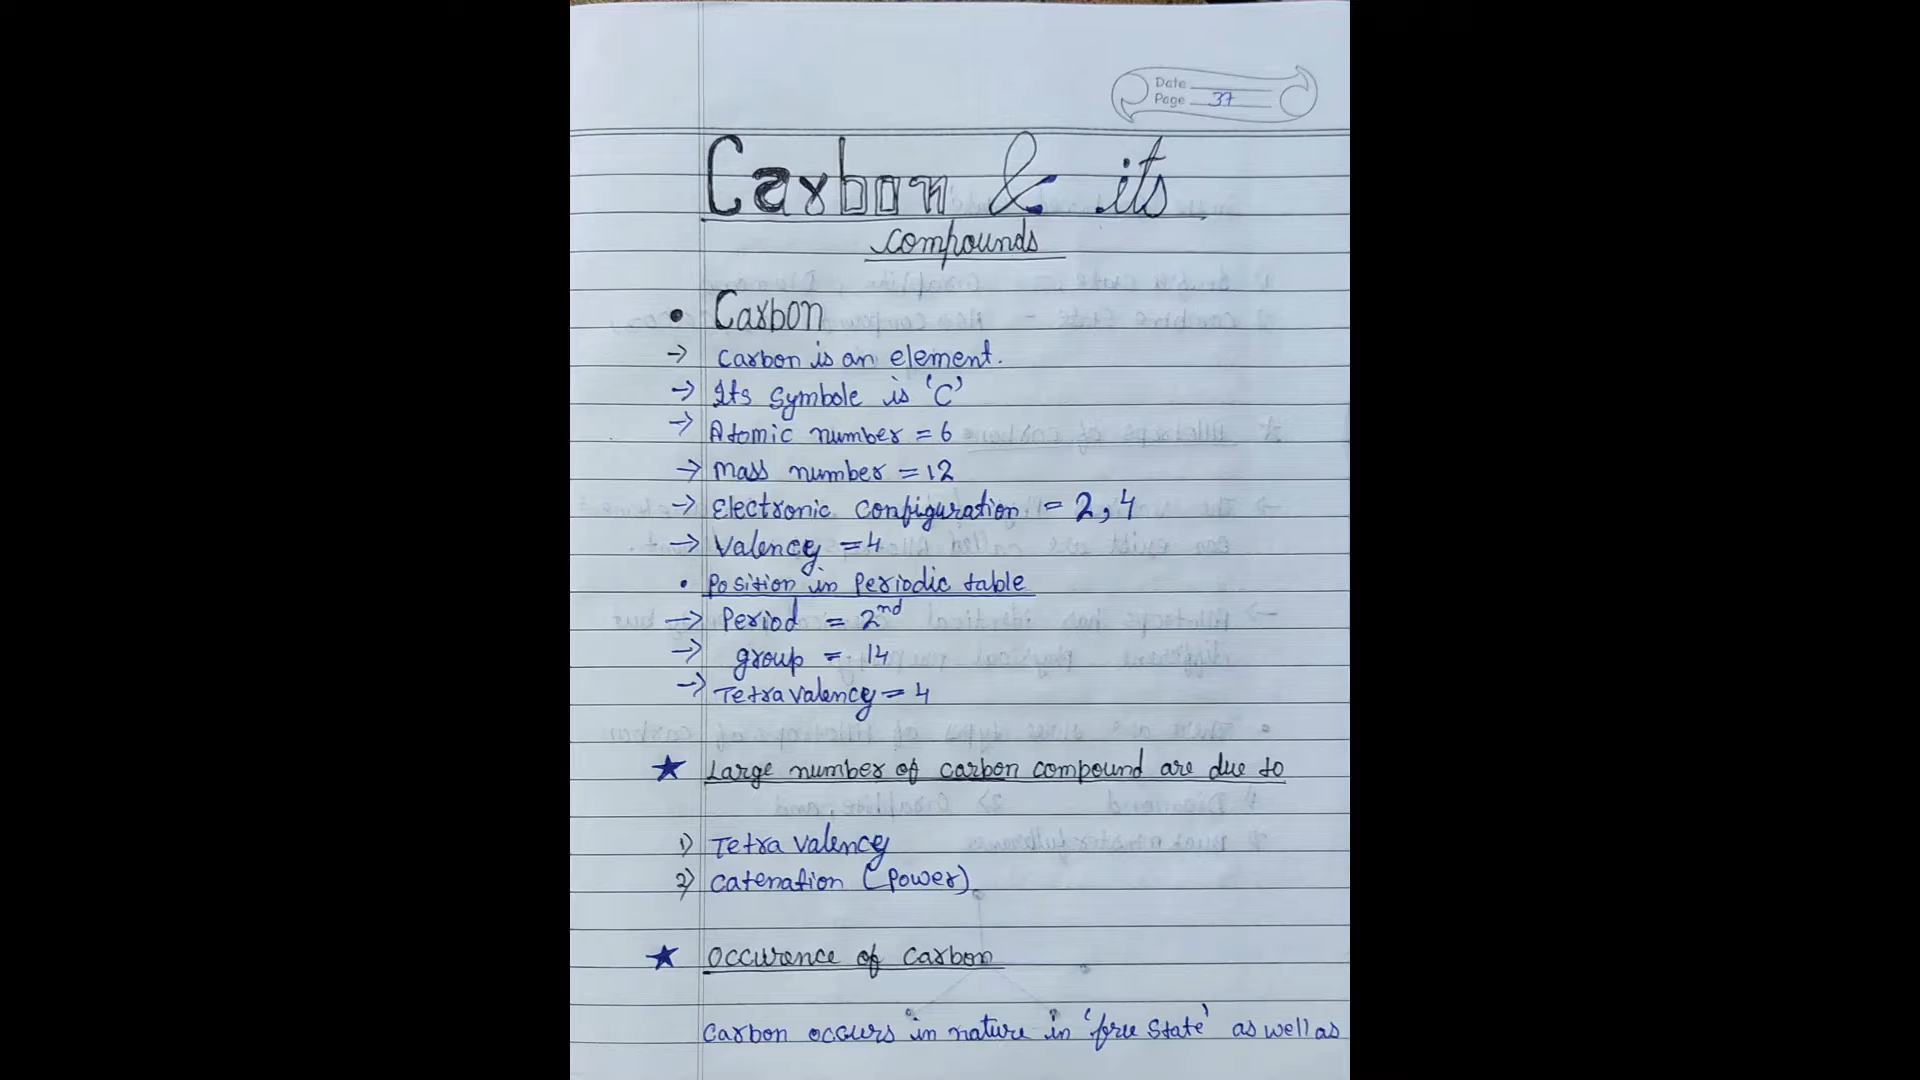 Date
Page 37
Carbon & its
compounds
• Carbon
→ Carbon is an element.
→ Its Symbole is 'C'
→ Atomic number = 6
→ Mass number = 12
→ Electronic configuration = 2, 4
→ Valency = 4
• Position in Periodic table
→ Period = 2nd
→ group = 14
→ Tetravalency = 4
★ Large number of carbon compound are due to
1) Tetra valency
2) Catenation (Power)
★ Occurence of Carbon
Carbon occurs in nature in 'free State' as well as